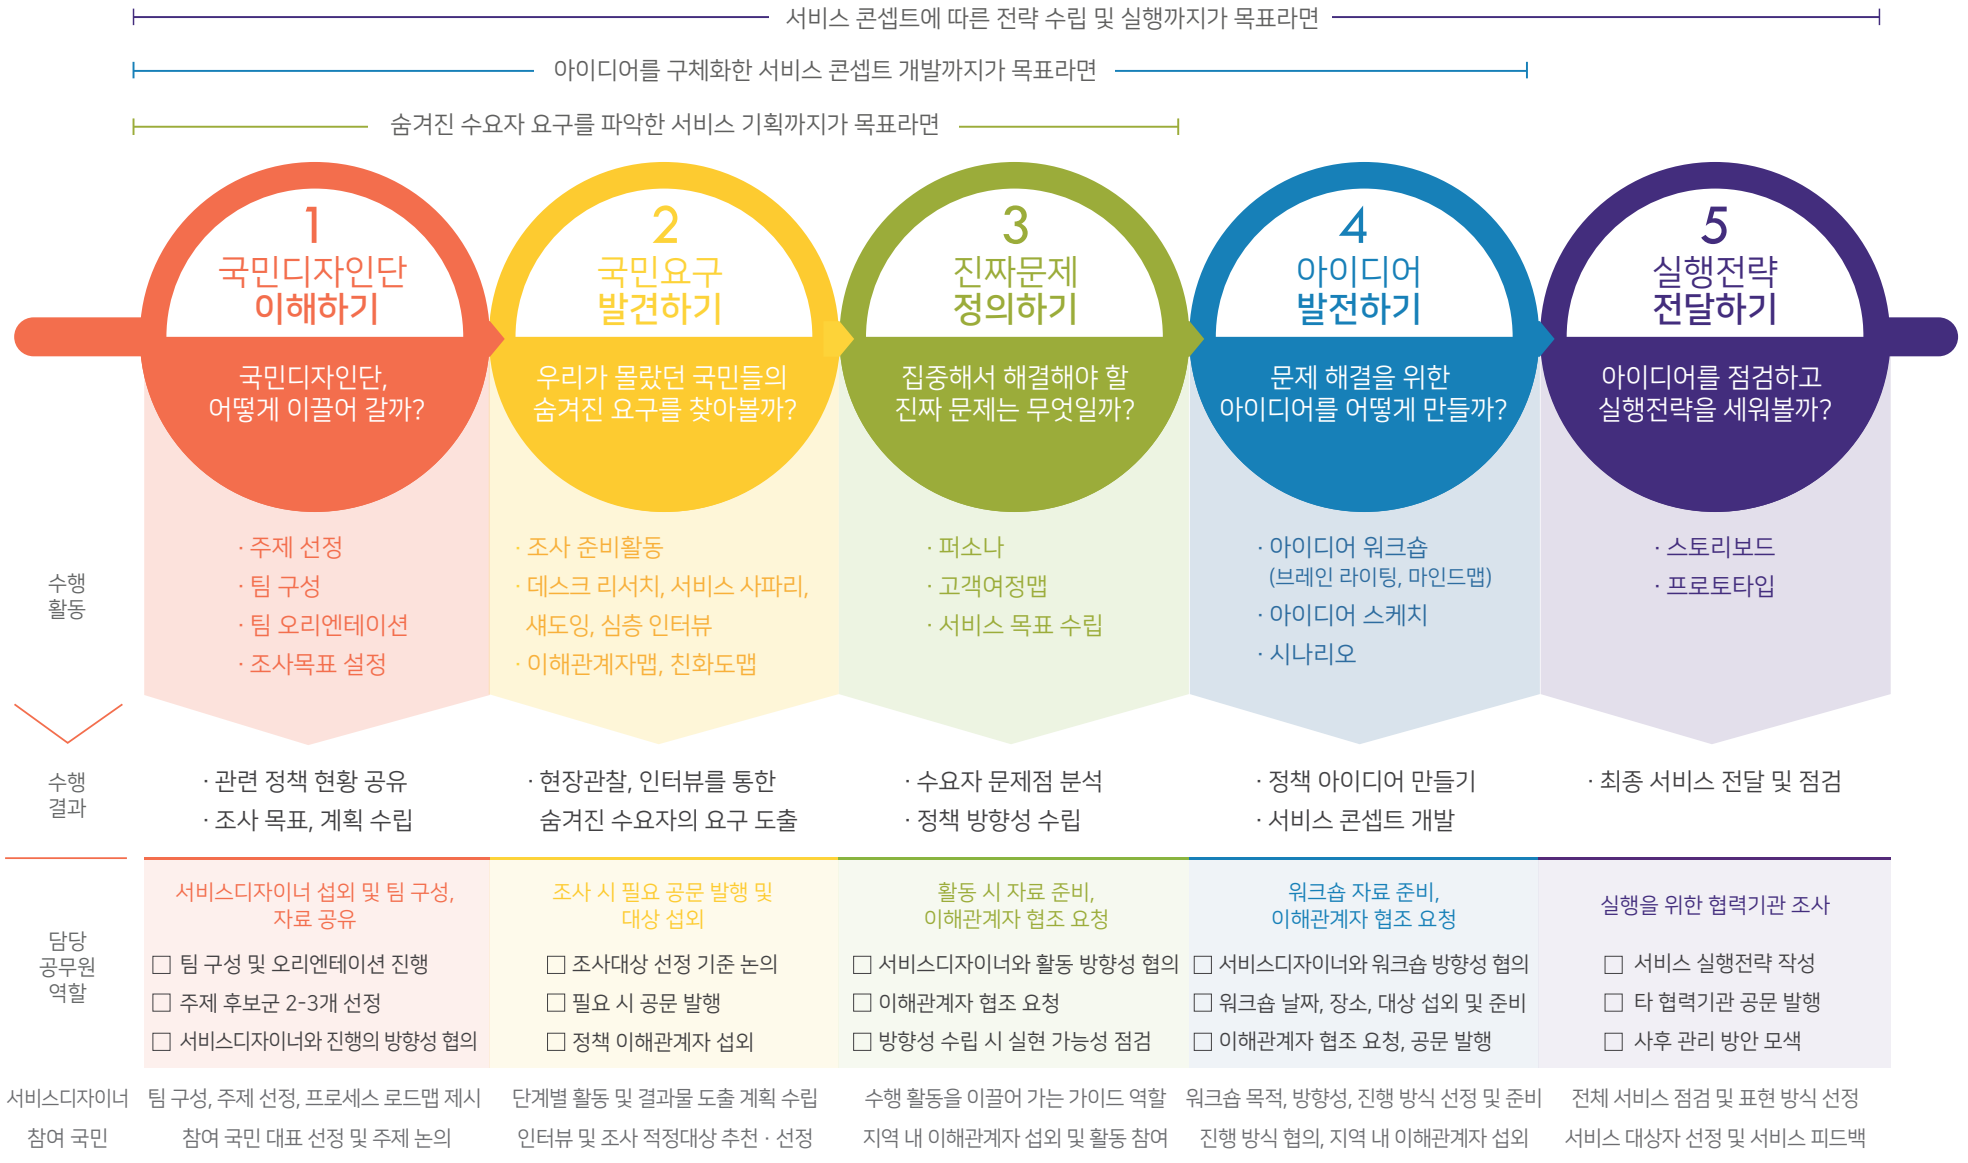 서비스 콘셉트에 따른 전략 수립 및 실행까지가 목표라면
아이디어를 구체화한 서비스 콘셉트 개발까지가 목표라면
숨겨진 수요자 요구를 파악한 서비스 기획까지가 목표라면
1
국민디자인단
이해하기
국민디자인단,
어떻게 이끌어 갈까?
2
국민요구
발견하기
우리가 몰랐던 국민들의
숨겨진 요구를 찾아볼까?
3
진짜문제
정의하기
집중해서 해결해야 할
진짜 문제는 무엇일까?
4
아이디어
발전하기
문제 해결을 위한
아이디어를 어떻게 만들까?
5
실행전략
전달하기
아이디어를 점검하고
실행전략을 세워볼까?
수행
활동
· 주제 선정
· 팀 구성
· 팀 오리엔테이션
· 조사목표 설정
· 조사 준비활동
· 데스크 리서치, 서비스 사파리,
섀도잉, 심층 인터뷰
· 이해관계자맵, 친화도맵
· 퍼소나
· 고객여정맵
· 서비스 목표 수립
· 아이디어 워크숍
(브레인 라이팅, 마인드맵)
· 아이디어 스케치
· 시나리오
· 스토리보드
· 프로토타입
수행
결과
· 관련 정책 현황 공유
· 조사 목표, 계획 수립
· 현장관찰, 인터뷰를 통한
숨겨진 수요자의 요구 도출
· 수요자 문제점 분석
· 정책 방향성 수립
· 정책 아이디어 만들기
· 서비스 콘셉트 개발
· 최종 서비스 전달 및 점검
담당
공무원
역할
서비스디자이너 섭외 및 팀 구성,
자료 공유
□ 팀 구성 및 오리엔테이션 진행
□ 주제 후보군 2-3개 선정
□ 서비스디자이너와 진행의 방향성 협의
조사 시 필요 공문 발행 및
대상 섭외
□ 조사대상 선정 기준 논의
□ 필요 시 공문 발행
□ 정책 이해관계자 섭외
활동 시 자료 준비,
이해관계자 협조 요청
□ 서비스디자이너와 활동 방향성 협의
□ 이해관계자 협조 요청
□ 방향성 수립 시 실현 가능성 점검
워크숍 자료 준비,
이해관계자 협조 요청
□ 서비스디자이너와 워크숍 방향성 협의
□ 워크숍 날짜, 장소, 대상 섭외 및 준비
□ 이해관계자 협조 요청, 공문 발행
실행을 위한 협력기관 조사
□ 서비스 실행전략 작성
□ 타 협력기관 공문 발행
□ 사후 관리 방안 모색
서비스디자이너
팀 구성, 주제 선정, 프로세스 로드맵 제시
단계별 활동 및 결과물 도출 계획 수립
수행 활동을 이끌어 가는 가이드 역할
워크숍 목적, 방향성, 진행 방식 선정 및 준비
전체 서비스 점검 및 표현 방식 선정
참여 국민
참여 국민 대표 선정 및 주제 논의
인터뷰 및 조사 적정대상 추천 · 선정
지역 내 이해관계자 섭외 및 활동 참여
진행 방식 협의, 지역 내 이해관계자 섭외
서비스 대상자 선정 및 서비스 피드백